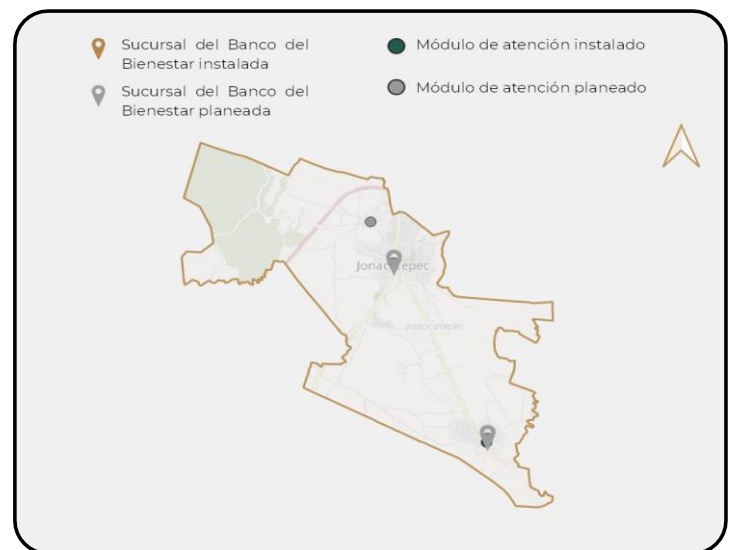 Sucursal del Banco del
Bienestar instalada
Sucursal del Banco del
Bienestar planeada
Módulo de atención instalado
Módulo de atención planeado
Jonacatepec
Jonacatepec